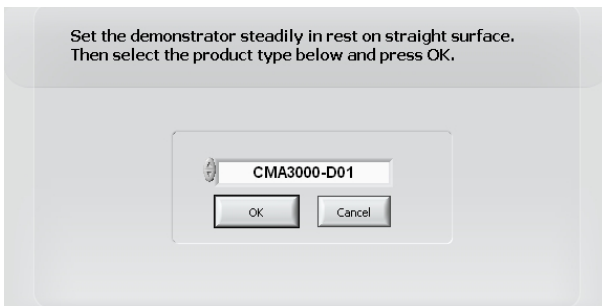 Set the demonstrator steadily in rest on straight surface.
Then select the product type below and press OK.
CMA3000-D01
OK Cancel